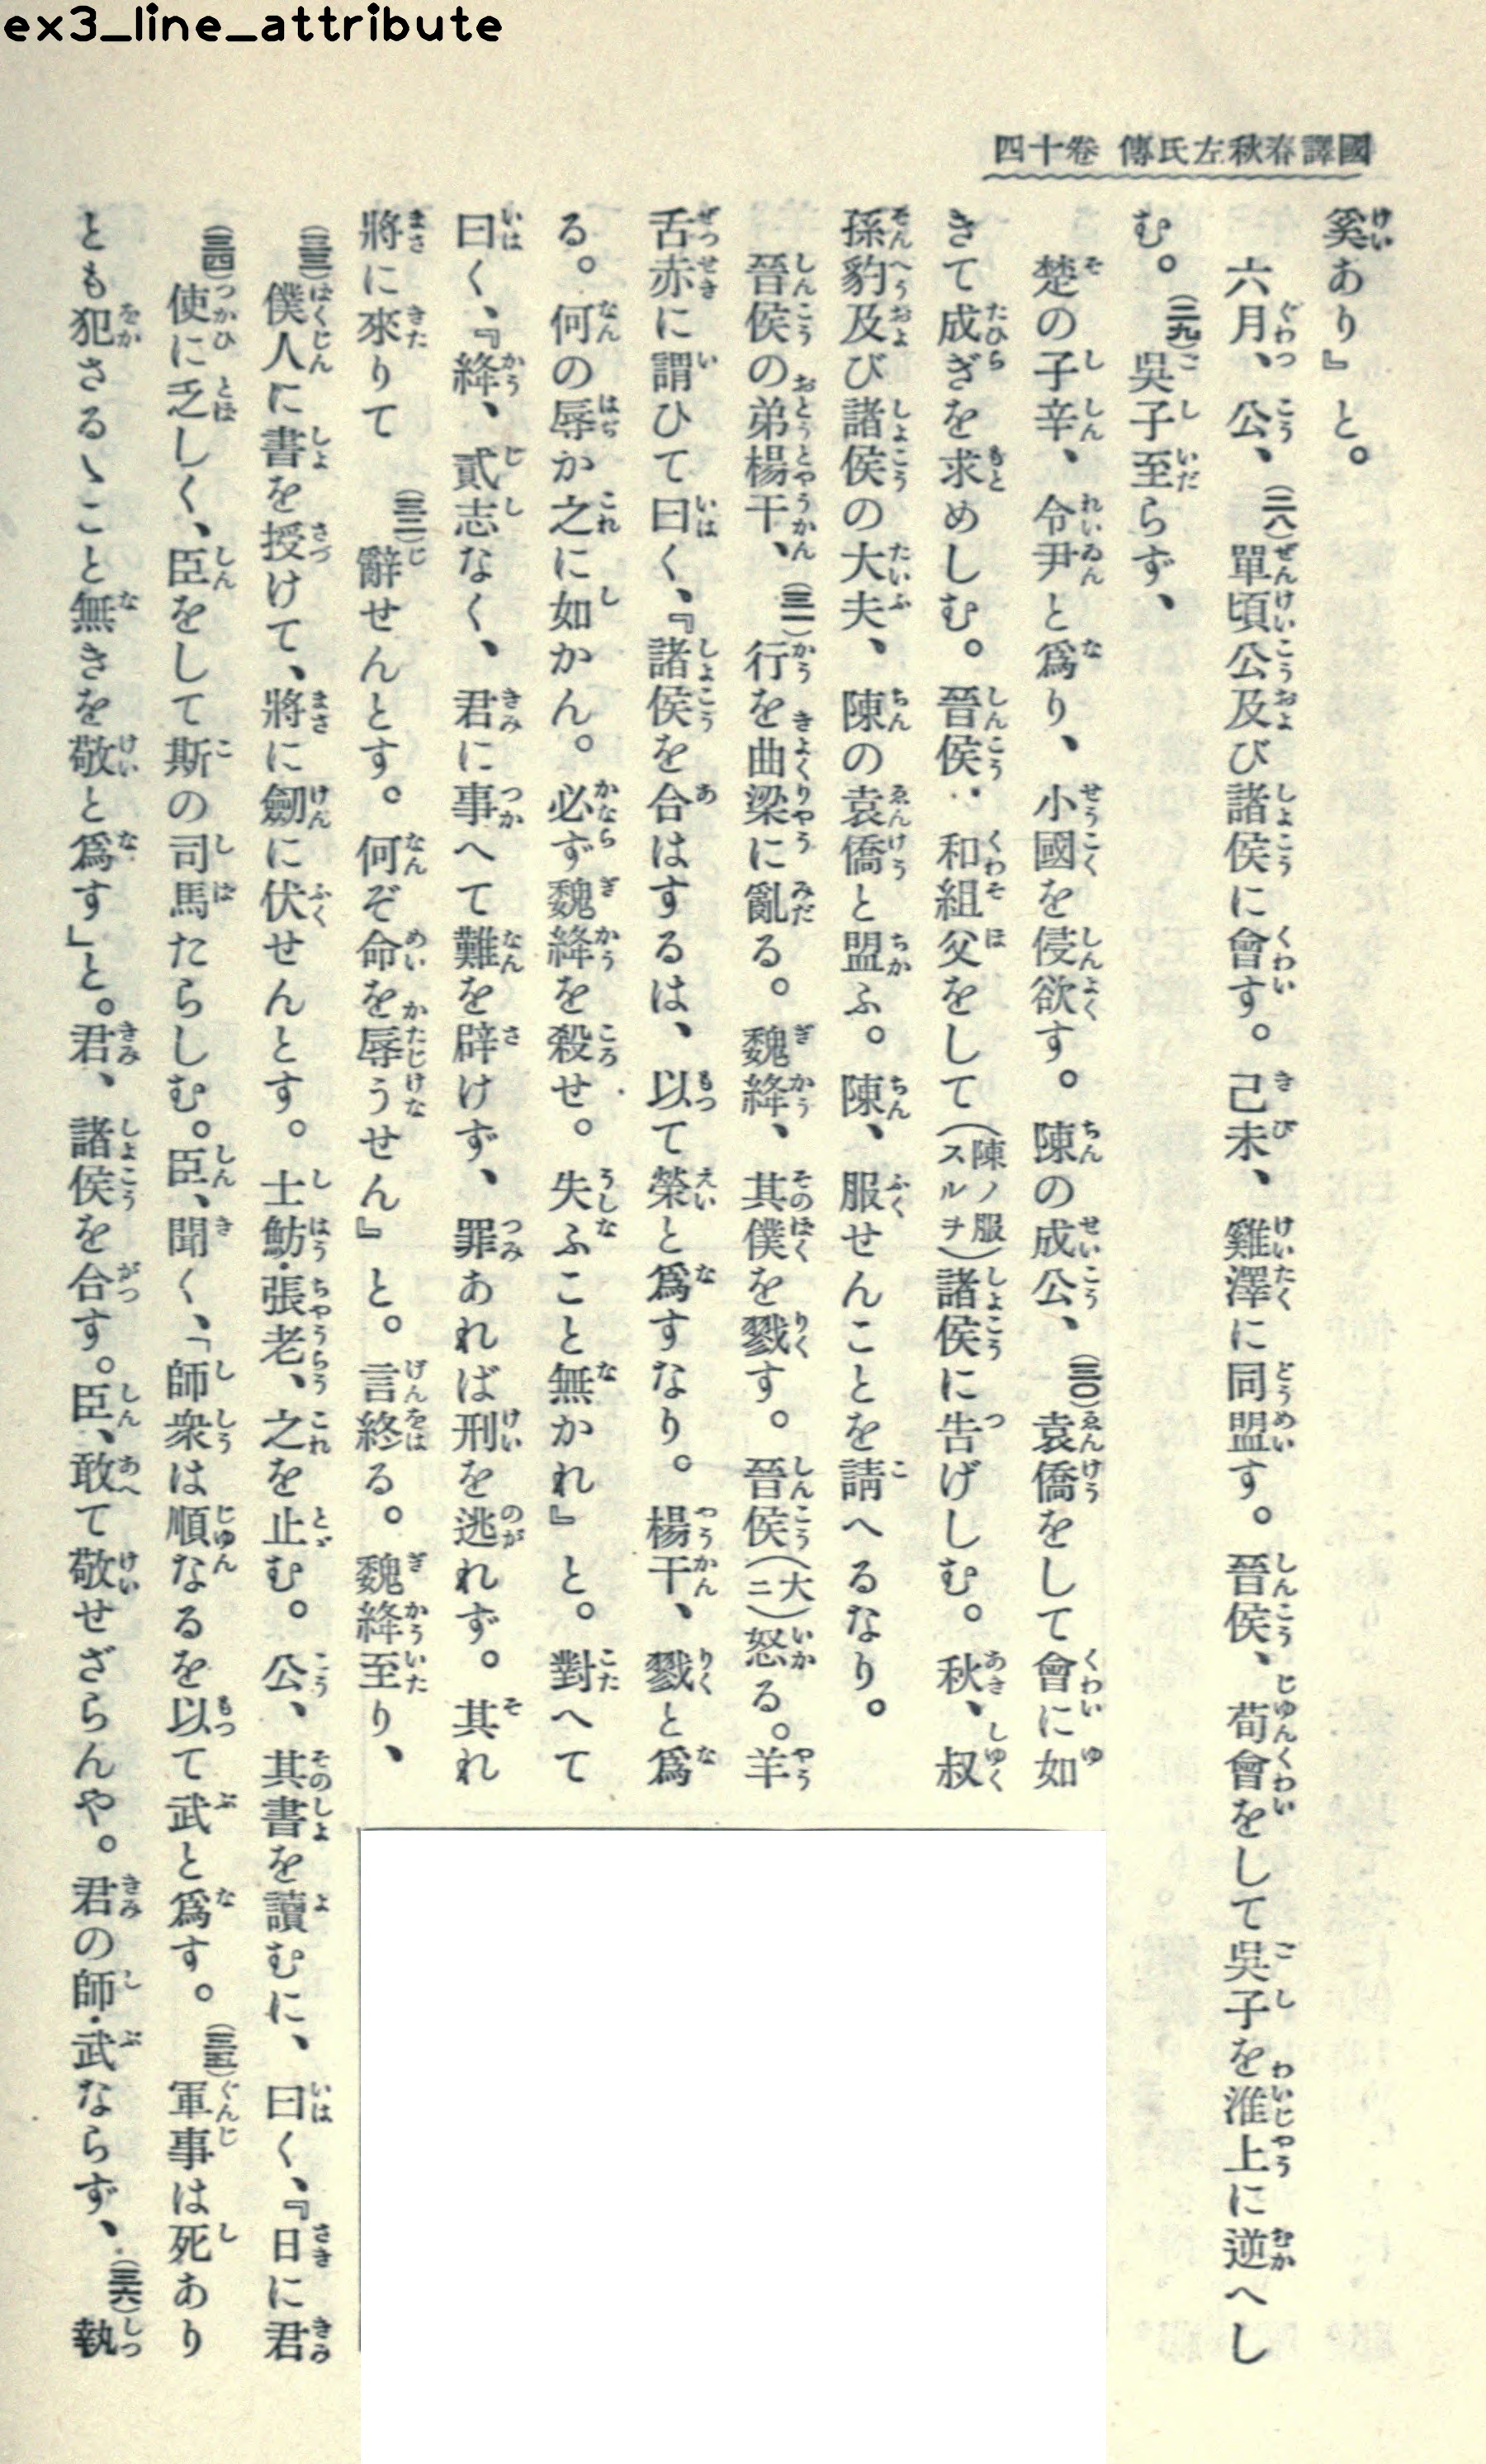 ex3_line_attribute
國譯春秋左氏傳 卷十四
奚あり』と。
六月、公、(二八)單頃公及び諸侯に會す。己未、雞澤に同盟す。晉侯、荀會をして吳子を淮上に逆へし
む。(二九)吳子至らず、
楚の子辛、令尹と爲り、小國を侵欲す。陳の成公、(三〇)袁僑をして會に如
きて成ぎを求めしむ。晉侯・和組父をして(陳ノ服スルヲ)諸侯に告げしむ。秋、叔
孫豹及び諸侯の大夫、陳の袁僑と盟ふ。陳、服せんことを請へるなり。
晉侯の弟楊干、(三一)行を曲梁に亂る。魏絳、其僕を戮す。晉侯(大ニ)怒る。羊
舌赤に謂ひて曰く、『諸侯を合はするは、以て榮と爲すなり。楊干、戮と爲
る。何の辱か之に如かん。必ず魏絳を殺せ。失ふこと無かれ』と。對へて
曰く、『絳、貳志なく、君に事へて難を辟けず、罪あれば刑を逃れず。其れ
將に來りて(三二)辭せんとす。何ぞ命を辱うせん』と。言終る。魏絳至り、
(三三)僕人に書を授けて、將に劒に伏せんとす。士魴・張老、之を止む。公、其書を讀むに、曰く、『日に君
(三四)使に乏しく、臣をして斯の司馬たらしむ。臣、聞く、「師衆は順なるを以て武と爲す。(三五)軍事は死あり
とも犯さるゝこと無きを敬と爲す」と。君、諸侯を合す。臣、敢て敬せざらんや。君の師・武ならず、(三六)執